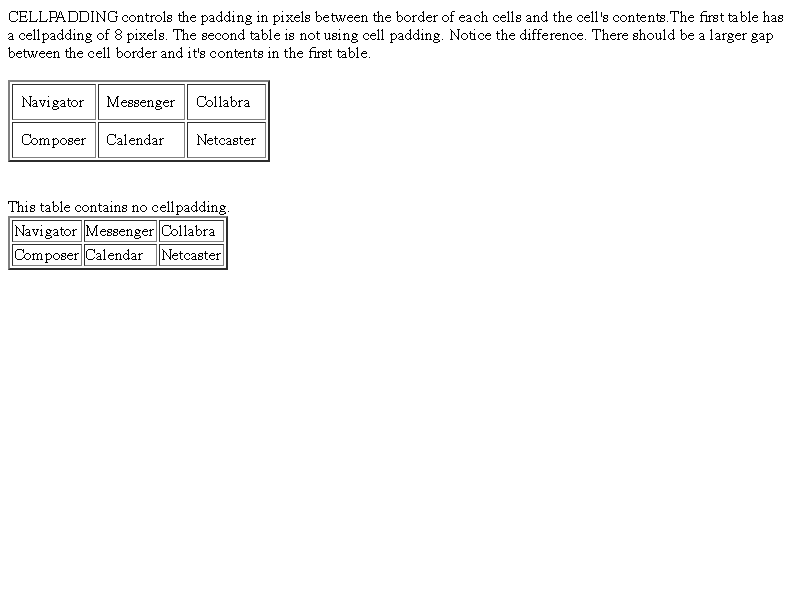 CELLPADDING controls the padding in pixels between the border of each cells and the cell's contents.The first table has
a cellpadding of 8 pixels. The second table is not using cell padding. Notice the difference. There should be a larger gap
between the cell border and it's contents in the first table.
Navigator Messenger Collabra
Composer Calendar Netcaster
This table contains no cellpadding.
Navigator Messenger Collabra
Composer Calendar Netcaster